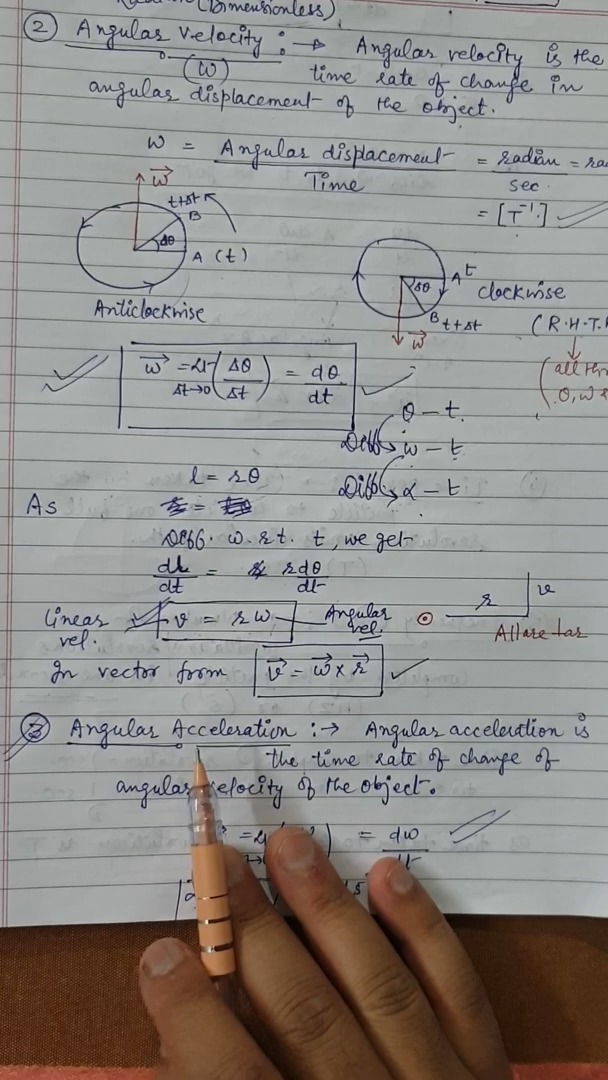 (Dimensionless)
② Angular Velocity :→ Angular velocity is the
(ω) time rate of change in
angular displacement of the object.
ω = Angular displacement / Time = radian / sec. =
= [T⁻¹]
ω⃗
t+Δt
B
Δθ
A (t)
Anticlockwise
A t
Δθ
B t+Δt
clockwise
ω⃗
(R.H.T.
ω⃗ = Lt Δt→0 (Δθ/Δt) = dθ/dt
θ - t.
Diff ω - t
Diff α - t
l = rθ
As
Diff. w.r.t. t, we get
dl/dt = r dθ/dt
linear vel. v = rω Angular vel.
r v
All are
In vector from v⃗ = ω⃗ × r⃗
③ Angular Acceleration :→ Angular acceleration is
the time rate of change of
angular velocity of the object.
= dω/dt